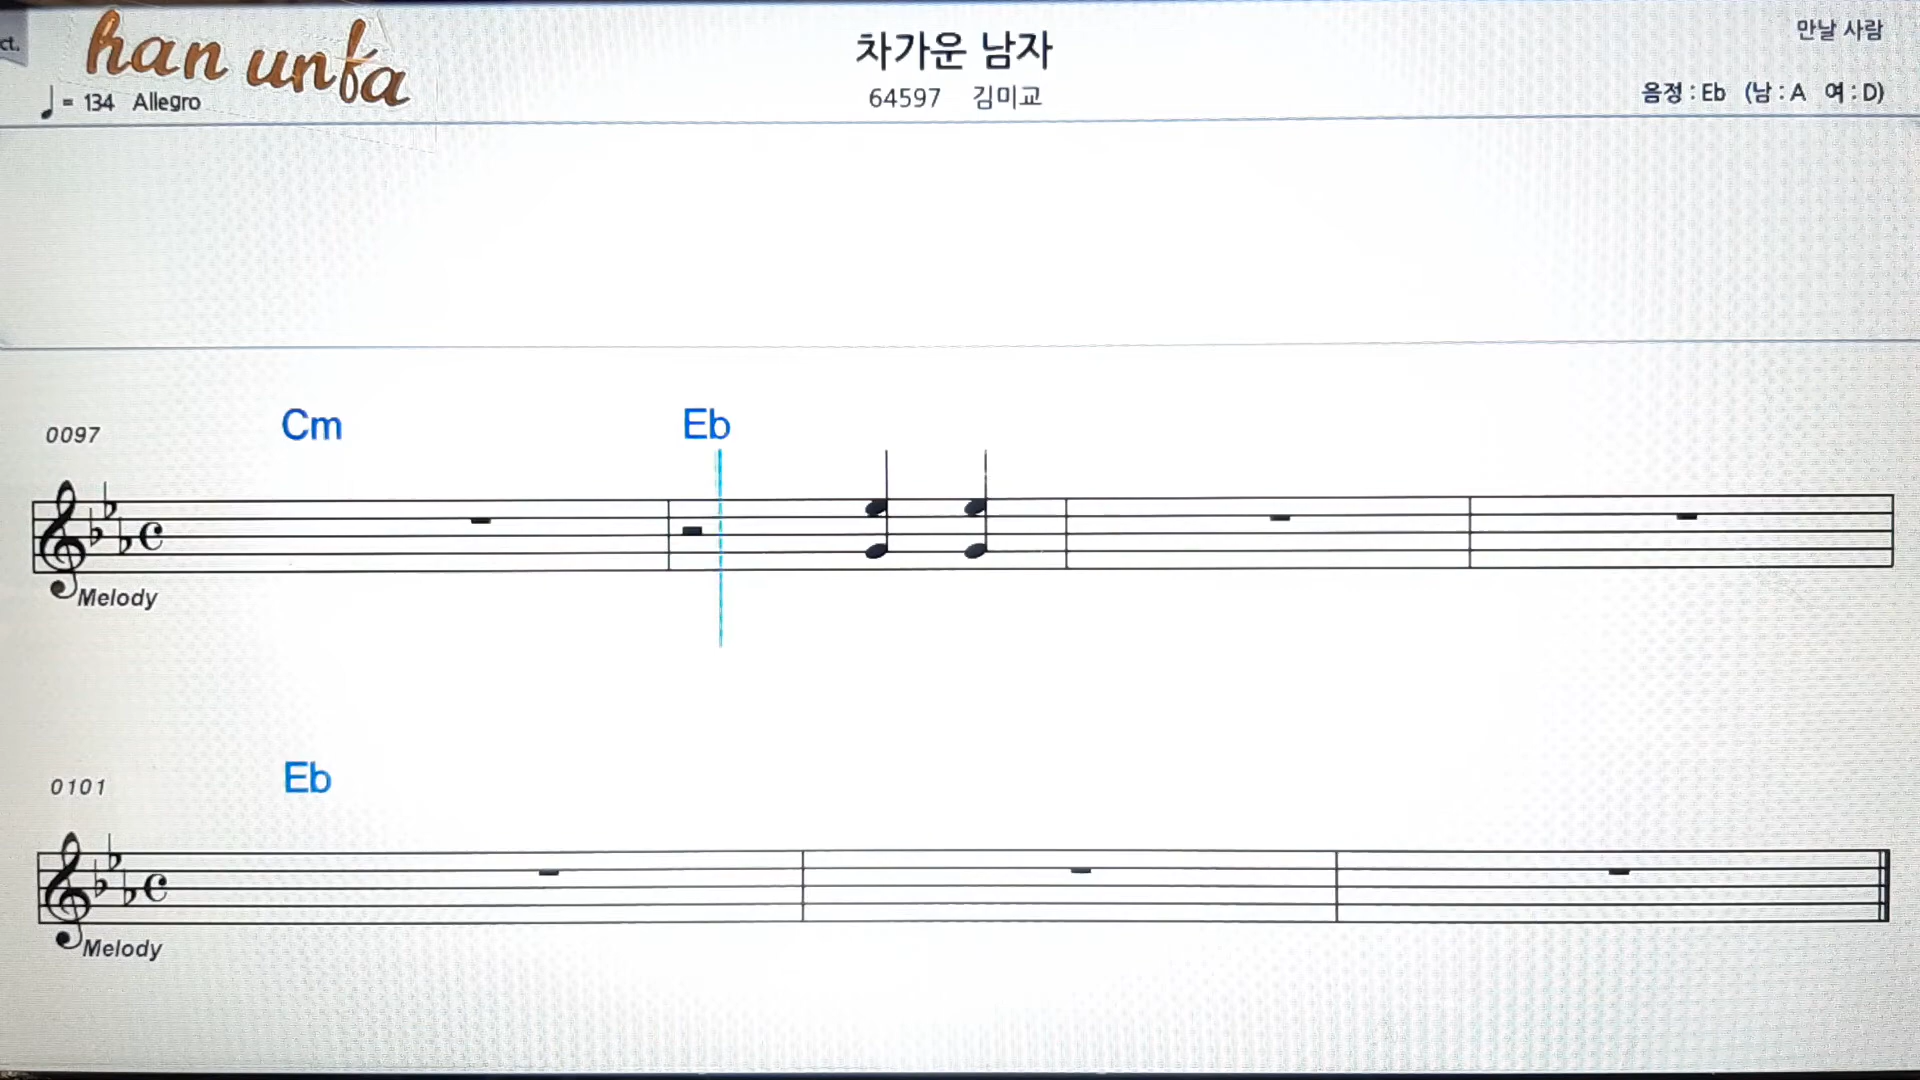 ct.
han unfa
만날 사람
차가운 남자
♩= 134 Allegro
64597 김미교
음정 : Eb (남 : A 여 : D)
Cm Eb
0097
Melody
Eb
0101
Melody